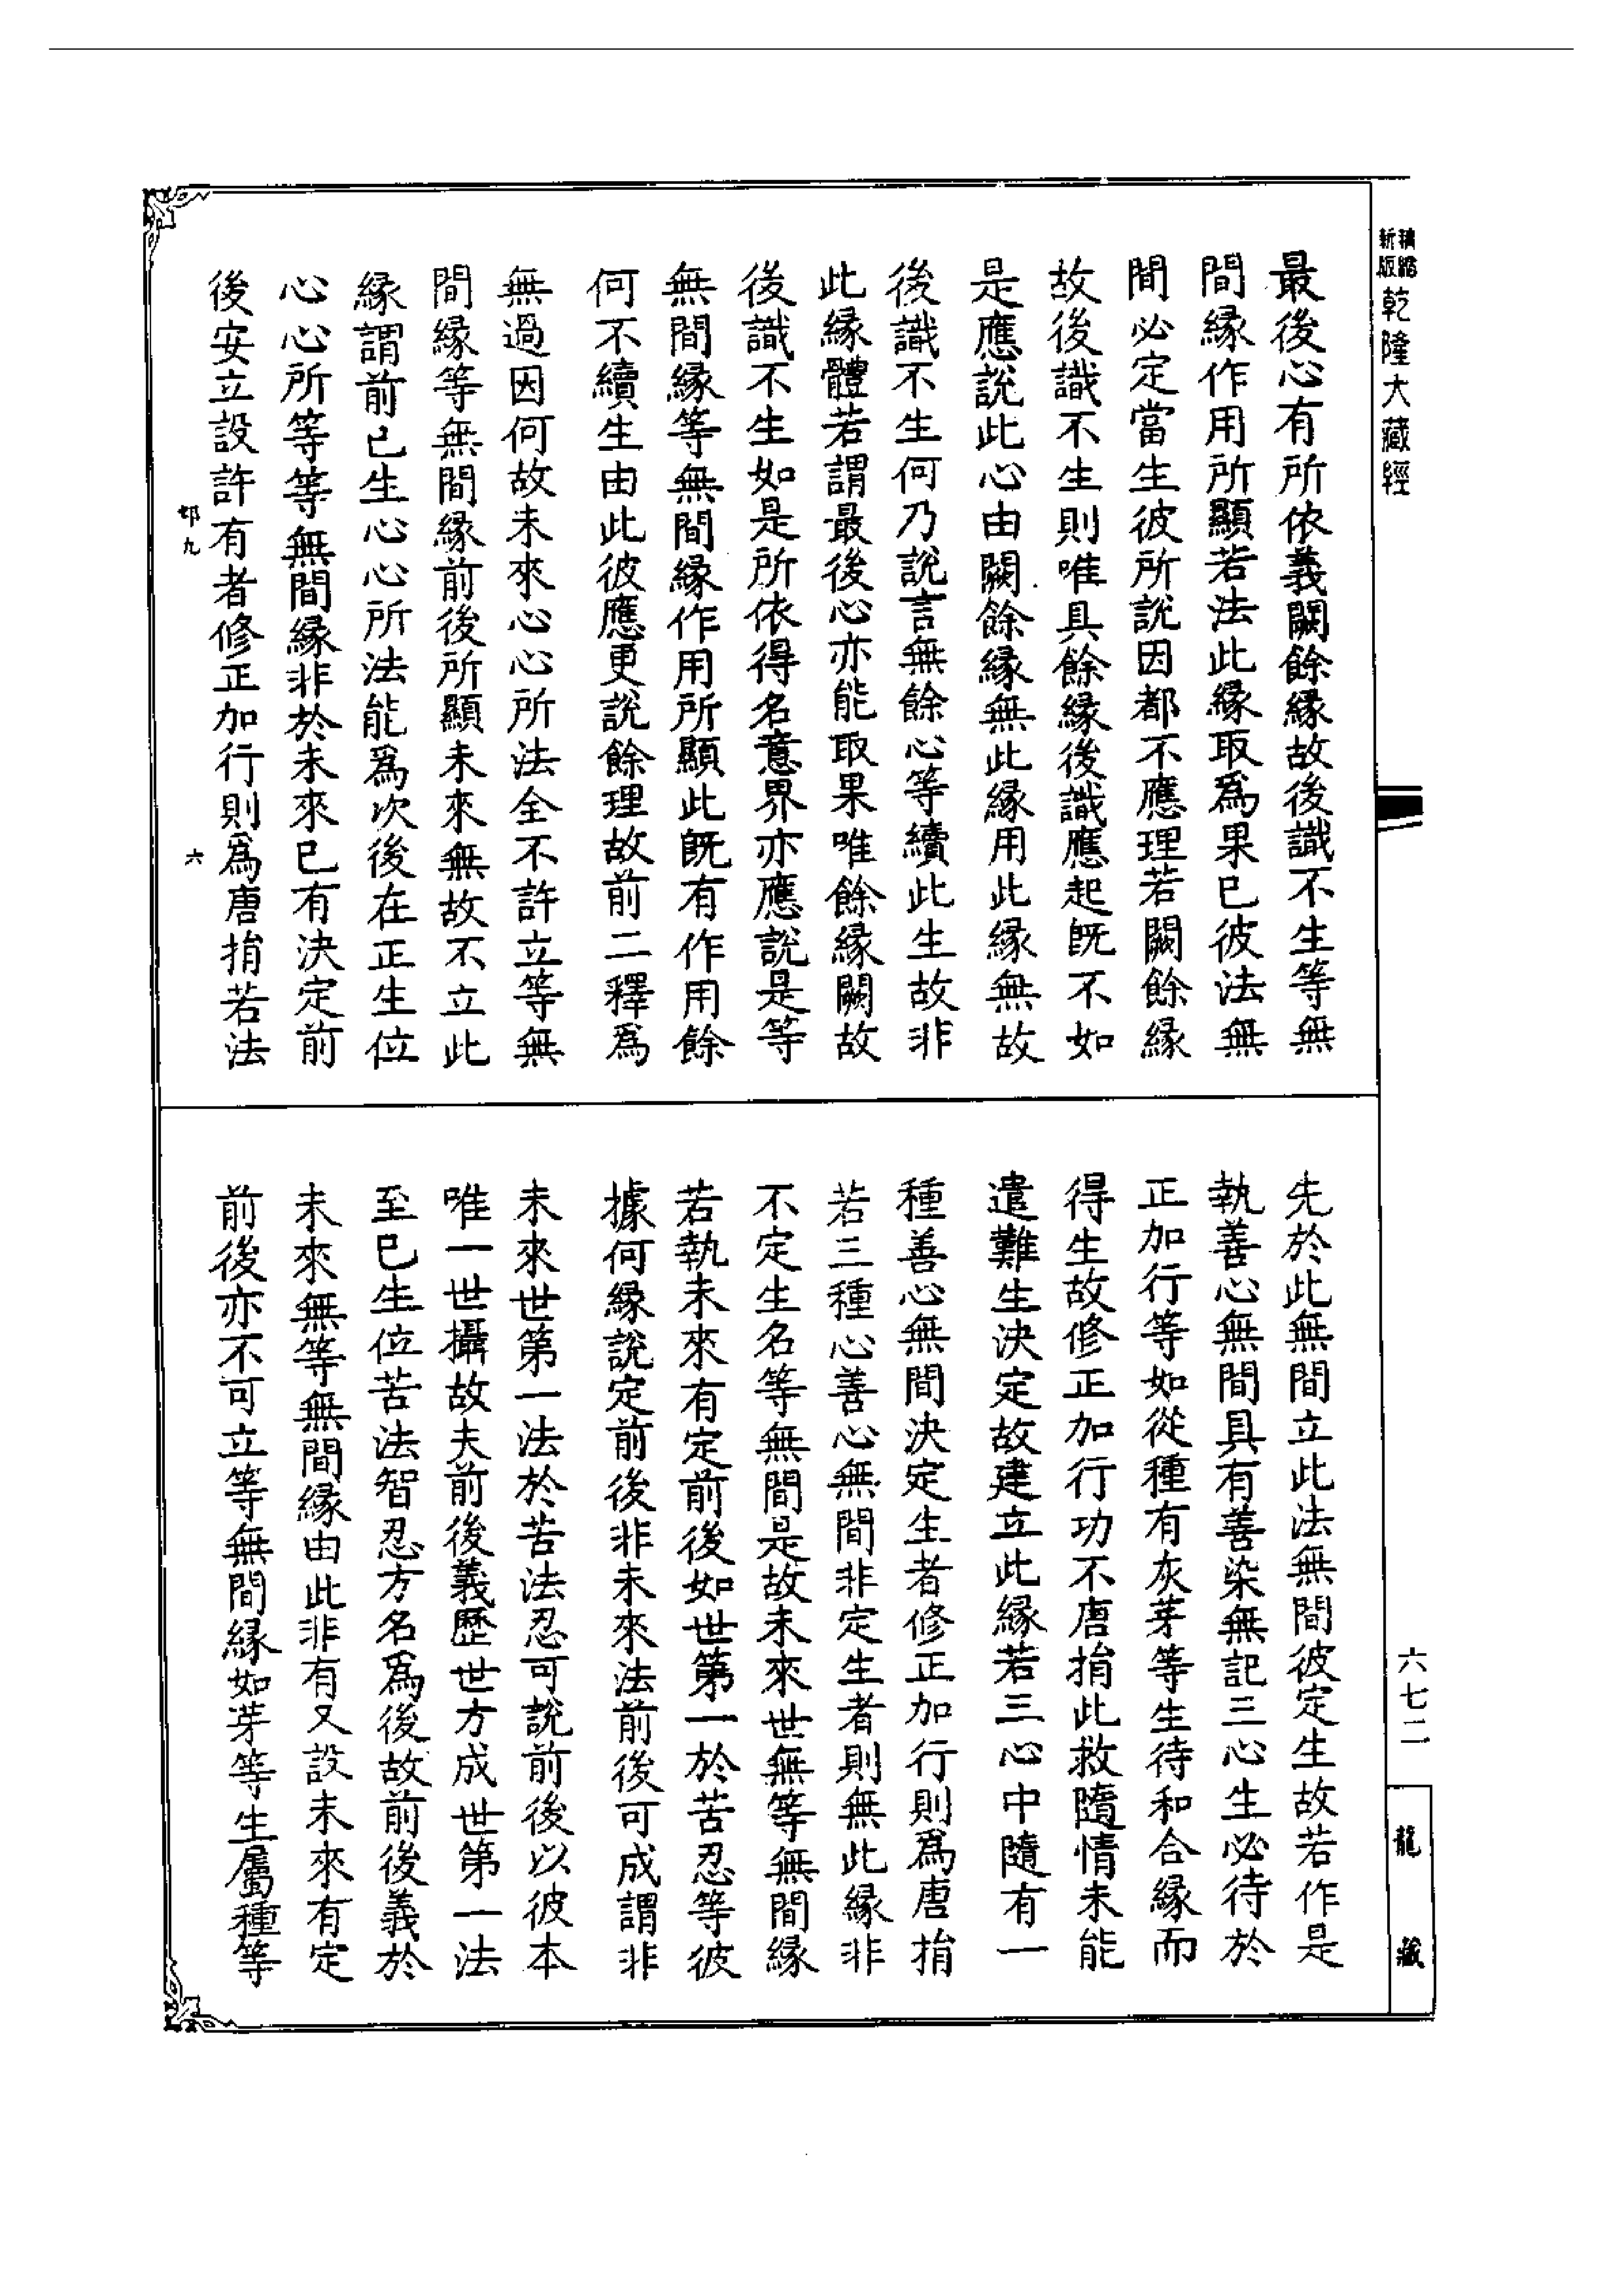 新版精縮乾隆大藏經
最後心有所依義闕餘緣故後識不生等無
間緣作用所顯若法此緣取爲果已彼法無
間必定當生彼所說因都不應理若闕餘緣
故後識不生則唯具餘緣後識應起既不如
是應說此心由闕餘緣無此緣用此緣無故
後識不生何乃說言無餘心等續此生故非
此緣體若謂最後心亦能取果唯餘緣闕故
後識不生如是所依得名意界亦應說是等
無間緣等無間緣作用所顯此既有作用餘
何不續生由此彼應更說餘理故前二釋爲
無過因何故未來心心所法全不許立等無
間緣等無間緣前後所顯未來無故不立此
緣謂前已生心心所法能爲次後在正生位
心心所等等無間緣非於未來已有決定前
後安立設許有者修正加行則爲唐捐若法
六
先於此無間立此法無間彼定生故若作是
執善心無間具有善染無記三心生必待於
正加行等如從種有灰芽等生待和合緣而
得生故修正加行功不唐捐此救隨情未能
遣難生決定故建立此緣若三心中隨有一
種善心無間決定生者修正加行則爲唐捐
若三種心善心無間非定生者則無此緣非
不定生名等無間是故未來世無等無間緣
若執未來有定前後如世第一於苦忍等彼
據何緣說定前後非未來法前後可成謂非
未來世第一法於苦法忍可說前後以彼本
唯一世攝故夫前後義歷世方成世第一法
至已生位苦法智忍方名爲後故前後義於
未來無等無間緣由此非有又設未來有定
前後亦不可立等無間緣如芽等生屬種等
六七二
龍藏